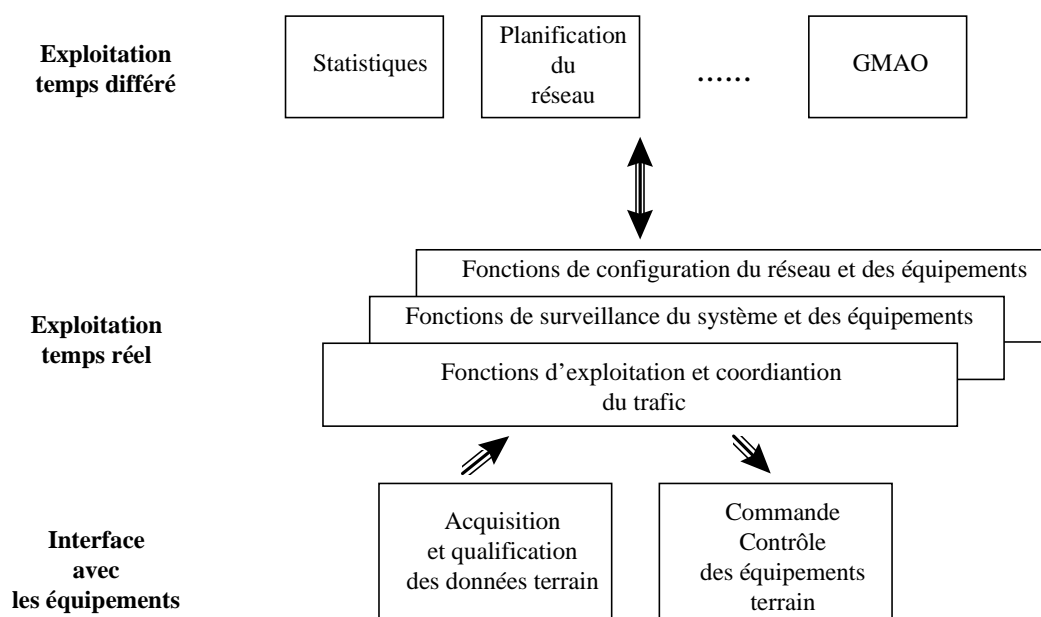 Exploitation
temps différé
Statistiques
Planification
du
réseau
......
GMAO
Exploitation
temps réel
Fonctions de configuration du réseau et des équipements
Fonctions de surveillance du système et des équipements
Fonctions d’exploitation et coordiantion
du trafic
Interface
avec
les équipements
Acquisition
et qualification
des données terrain
Commande
Contrôle
des équipements
terrain